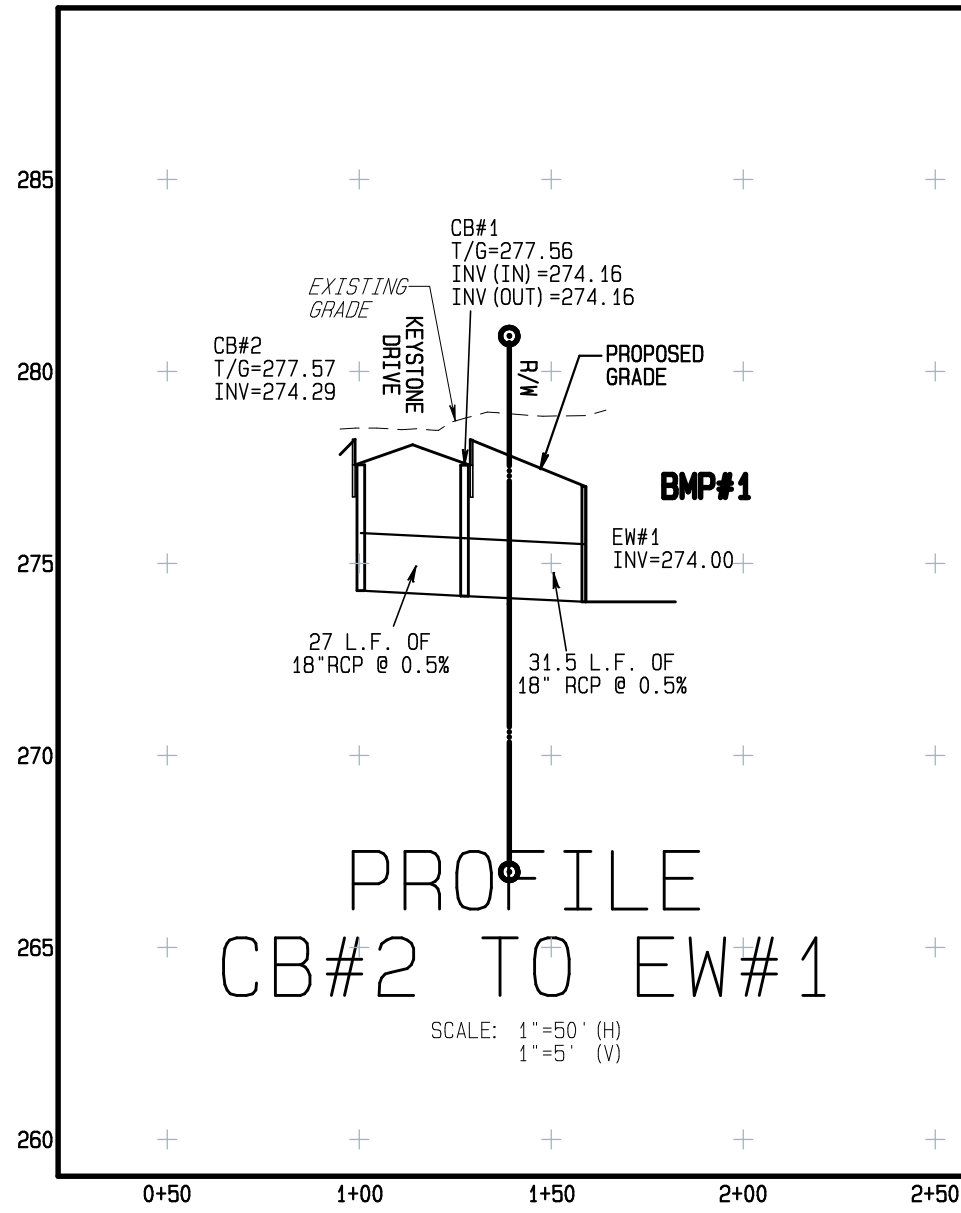 285
CB#1
T/G=277.56
INV(IN)=274.16
INV(OUT)=274.16
EXISTING
GRADE
KEYSTONE
DRIVE
CB#2
T/G=277.57
INV=274.29
280
R/W
PROPOSED
GRADE
BMP#1
EW#1
INV=274.00
275
27 L.F. OF
18"RCP @ 0.5%
31.5 L.F. OF
18" RCP @ 0.5%
270
PROFILE
265
CB#2 TO EW#1
SCALE: 1"=50'(H)
1"=5' (V)
260
0+50 1+00 1+50 2+00 2+50